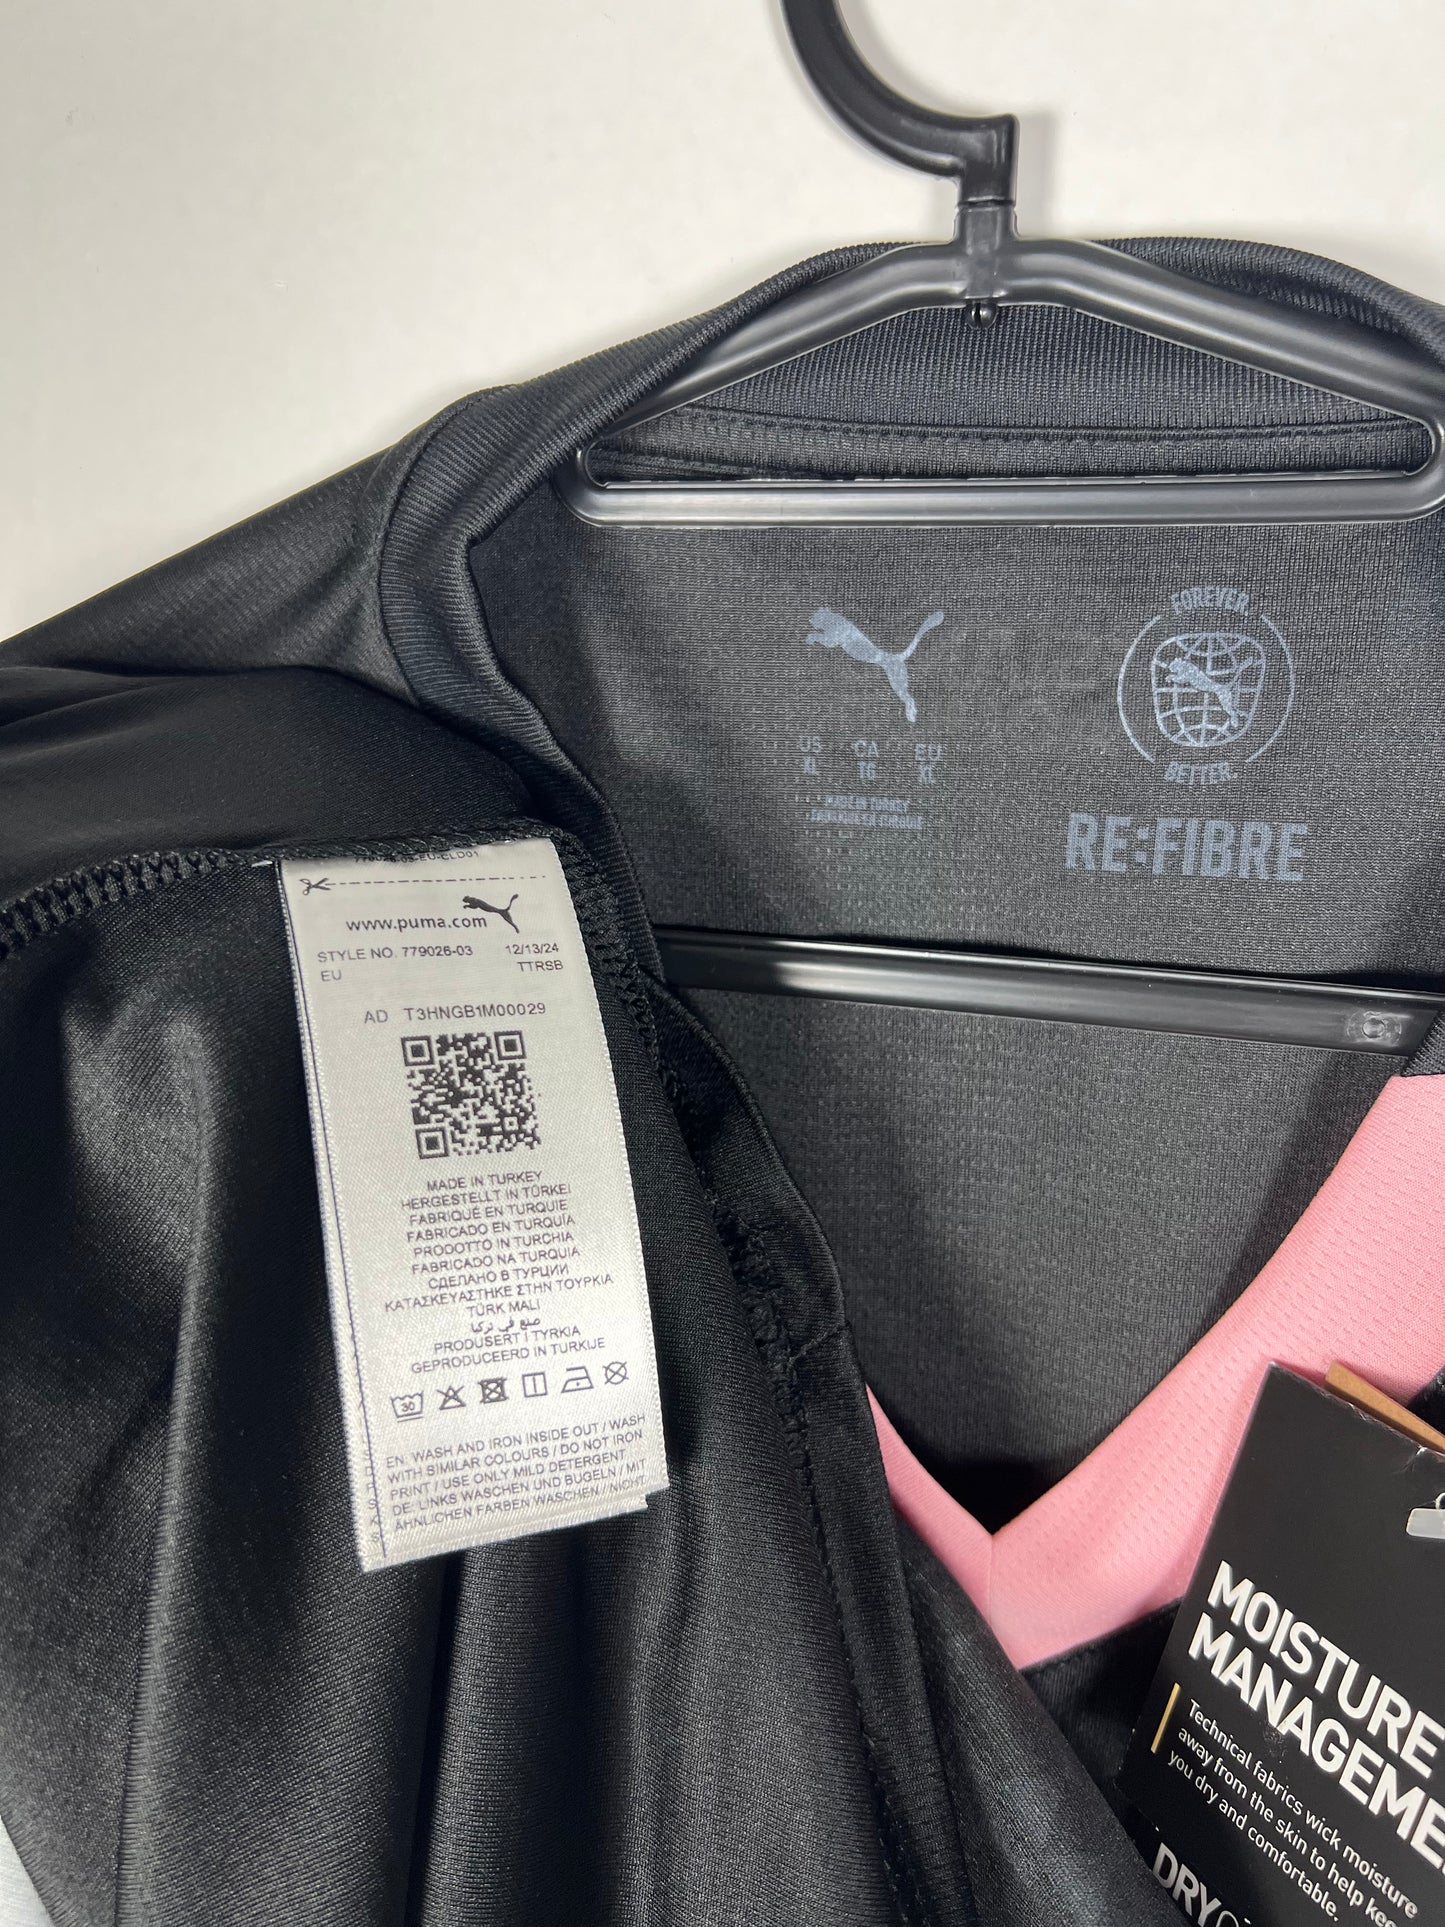 FOREVER.
BETTER.
RE:FIBRE
US CA EU
XL TG XL
www.puma.com
STYLE NO. 779026-03 12/13/24
EU TTRSB
AD T3HNGB1M00029
MADE IN TURKEY
HERGESTELLT IN TÜRKEI
FABRIQUÉ EN TURQUIE
FABRICADO EN TURQUÍA
PRODOTTO IN TURCHIA
FABRICADO NA TURQUIA
СДЕЛАНО В ТУРЦИИ
ΚΑΤΑΣΚΕΥΑΣΤΗΚΕ ΣΤΗΝ ΤΟΥΡΚΙΑ
TÜRK MALI
صنع في تركيا
PRODUSERT I TYRKIA
GEPRODUCEERD IN TURKIJE
30
EN: WASH AND IRON INSIDE OUT / WASH
WITH SIMILAR COLOURS / DO NOT IRON
PRINT / USE ONLY MILD DETERGENT
DE: LINKS WASCHEN UND BÜGELN / MIT
ÄHNLICHEN FARBEN WASCHEN / NICHT
MOISTURE
MANAGEME
Technical fabrics wick moisture
away from the skin to help kee
you dry and comfortable.
DRY